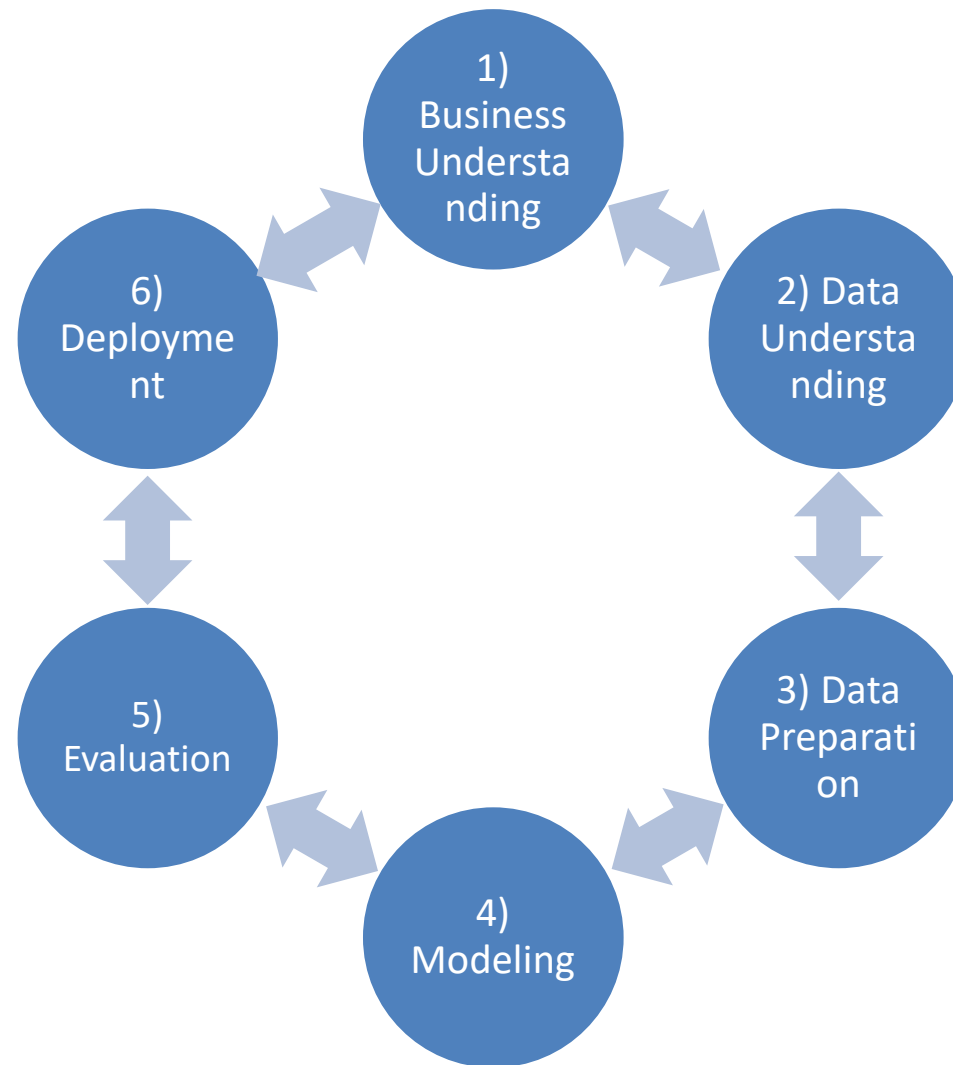 1)
Business
Understa
nding
2) Data
Understa
nding
3) Data
Preparati
on
4)
Modeling
5)
Evaluation
6)
Deployme
nt